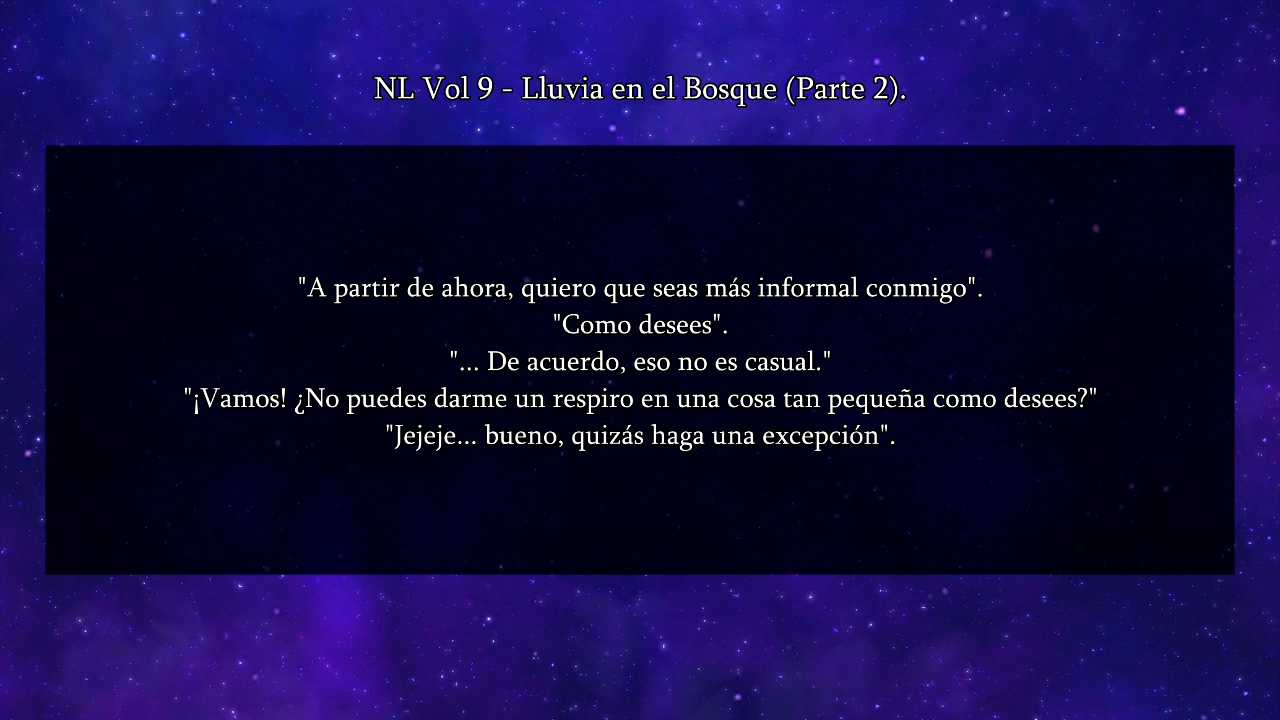 NL Vol 9 - Lluvia en el Bosque (Parte 2).
"A partir de ahora, quiero que seas más informal conmigo".
"Como desees".
"... De acuerdo, eso no es casual."
"¡Vamos! ¿No puedes darme un respiro en una cosa tan pequeña como desees?"
"Jejeje... bueno, quizás haga una excepción".